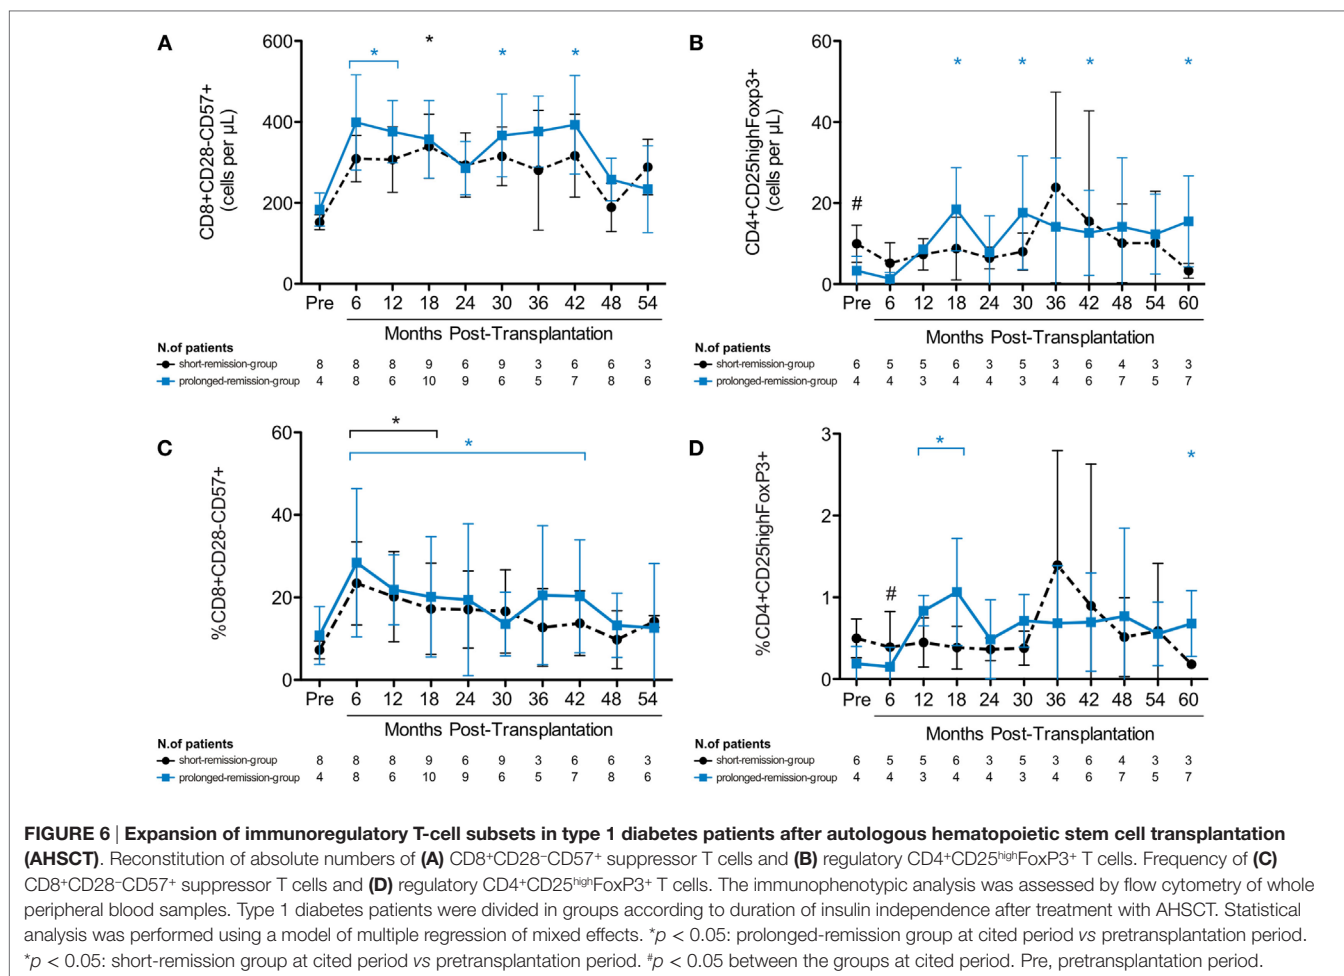 A
600
400
200
0
CD8+CD28-CD57+
(cells per µL)
*
*
*
*
Pre 6 12 18 24 30 36 42 48 54
Months Post-Transplantation
N.of patients
short-remission-group 8 8 8 9 6 9 3 6 6 3
prolonged-remission-group 4 8 6 10 9 6 5 7 8 6
B
60
40
20
0
CD4+CD25highFoxp3+
(cells per µL)
#
*
*
*
*
Pre 6 12 18 24 30 36 42 48 54 60
Months Post-Transplantation
N.of patients
short-remission-group 6 5 5 6 3 5 3 6 4 3 3
prolonged-remission-group 4 4 3 4 4 3 4 6 7 5 7
C
60
40
20
0
%CD8+CD28-CD57+
*
*
Pre 6 12 18 24 30 36 42 48 54
Months Post-Transplantation
N.of patients
short-remission-group 8 8 8 9 6 9 3 6 6 3
prolonged-remission-group 4 8 6 10 9 6 5 7 8 6
D
3
2
1
0
%CD4+CD25highFoxP3+
#
*
*
Pre 6 12 18 24 30 36 42 48 54 60
Months Post-Transplantation
N.of patients
short-remission-group 6 5 5 6 3 5 3 6 4 3 3
prolonged-remission-group 4 4 3 4 4 3 4 6 7 5 7
FIGURE 6 | Expansion of immunoregulatory T-cell subsets in type 1 diabetes patients after autologous hematopoietic stem cell transplantation
(AHSCT). Reconstitution of absolute numbers of (A) CD8⁺CD28⁻CD57⁺ suppressor T cells and (B) regulatory CD4⁺CD25ʰⁱᵍʰFoxP3⁺ T cells. Frequency of (C)
CD8⁺CD28⁻CD57⁺ suppressor T cells and (D) regulatory CD4⁺CD25ʰⁱᵍʰFoxP3⁺ T cells. The immunophenotypic analysis was assessed by flow cytometry of whole
peripheral blood samples. Type 1 diabetes patients were divided in groups according to duration of insulin independence after treatment with AHSCT. Statistical
analysis was performed using a model of multiple regression of mixed effects. *p < 0.05: prolonged-remission group at cited period vs pretransplantation period.
*p < 0.05: short-remission group at cited period vs pretransplantation period. #p < 0.05 between the groups at cited period. Pre, pretransplantation period.